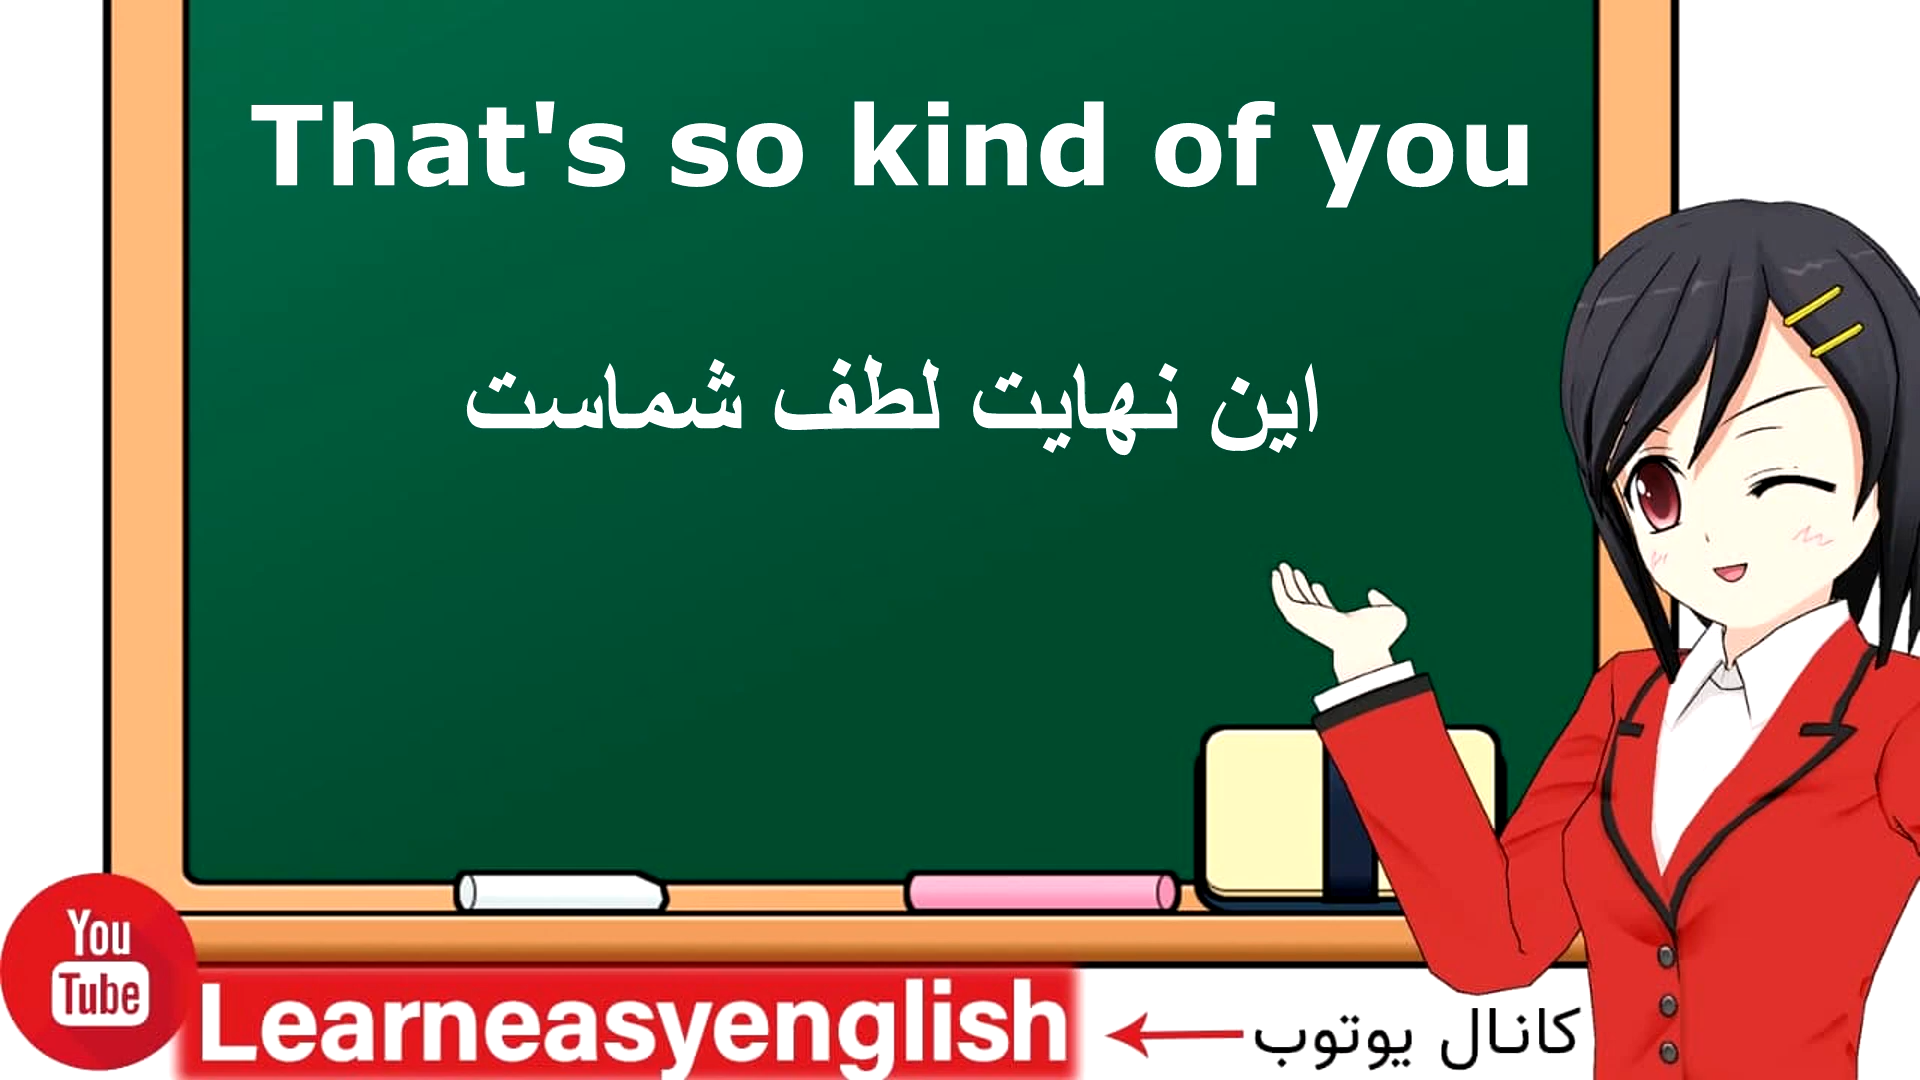 That's so kind of you
این نهایت لطف شماست
You
Tube
Learneasyenglish
کانال یوتوب